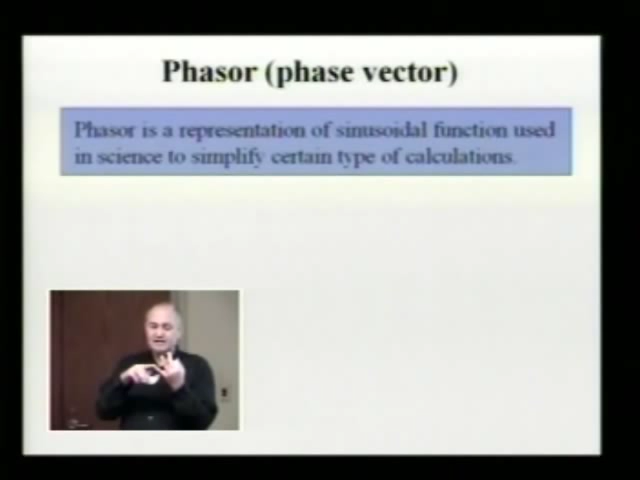 Phasor (phase vector)
Phasor is a representation of sinusoidal function used
in science to simplify certain type of calculations.